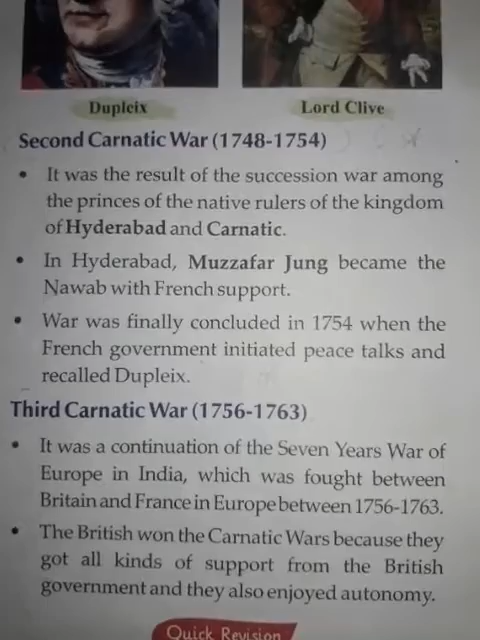 Dupleix
Lord Clive
Second Carnatic War (1748-1754)
• It was the result of the succession war among
the princes of the native rulers of the kingdom
of Hyderabad and Carnatic.
• In Hyderabad, Muzzafar Jung became the
Nawab with French support.
• War was finally concluded in 1754 when the
French government initiated peace talks and
recalled Dupleix.
Third Carnatic War (1756-1763)
• It was a continuation of the Seven Years War of
Europe in India, which was fought between
Britain and France in Europe between 1756-1763.
• The British won the Carnatic Wars because they
got all kinds of support from the British
government and they also enjoyed autonomy.
Quick Revision